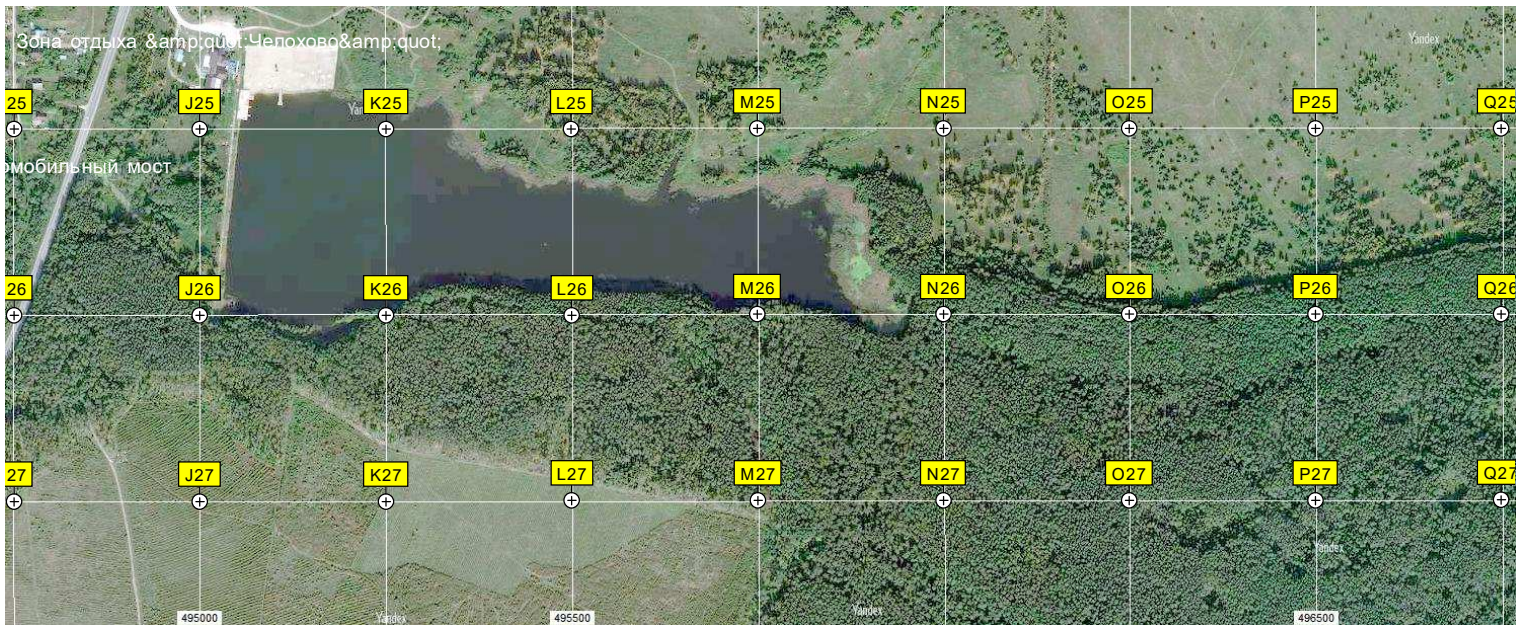 Зона отдыха &amp;quot;Чепохово&amp;quot;
Yandex
25 J25 K25 L25 M25 N25 O25 P25 Q25
омобильный мост
26 J26 K26 L26 M26 N26 O26 P26 Q26
27 J27 K27 L27 M27 N27 O27 P27 Q27
Yandex
Yandex
495000 Yandex 495500 496500